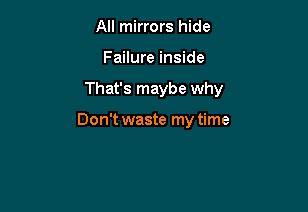 All mirrors hide
Failure inside
That's maybe why
Don't waste my time